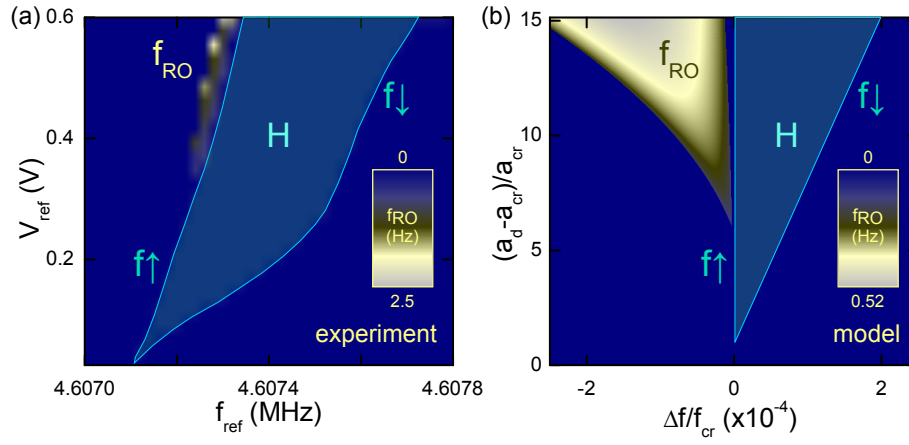 (a)
0.6
0.4
0.2
V_ref (V)
f_RO
H
f↓
f↑
0
f_RO
(Hz)
2.5
experiment
4.6070
4.6074
4.6078
f_ref (MHz)
(b)
15
10
5
0
(a_d-a_cr)/a_cr
f_RO
H
f↓
f↑
0
f_RO
(Hz)
0.52
model
-2
0
2
Δf/f_cr (x10⁻⁴)